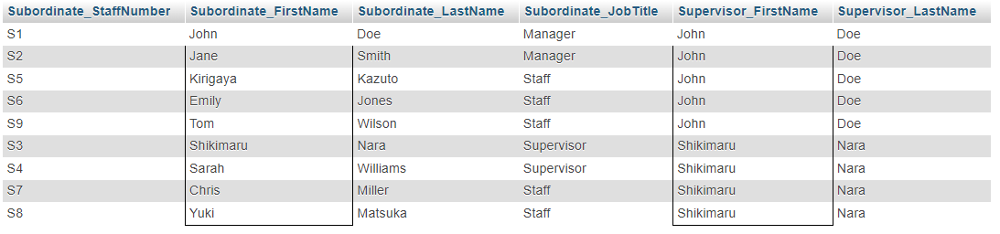 Subordinate_StaffNumber Subordinate_FirstName Subordinate_LastName Subordinate_JobTitle Supervisor_FirstName Supervisor_LastName
S1 John Doe Manager John Doe
S2 Jane Smith Manager John Doe
S5 Kirigaya Kazuto Staff John Doe
S6 Emily Jones Staff John Doe
S9 Tom Wilson Staff John Doe
S3 Shikimaru Nara Supervisor Shikimaru Nara
S4 Sarah Williams Supervisor Shikimaru Nara
S7 Chris Miller Staff Shikimaru Nara
S8 Yuki Matsuka Staff Shikimaru Nara